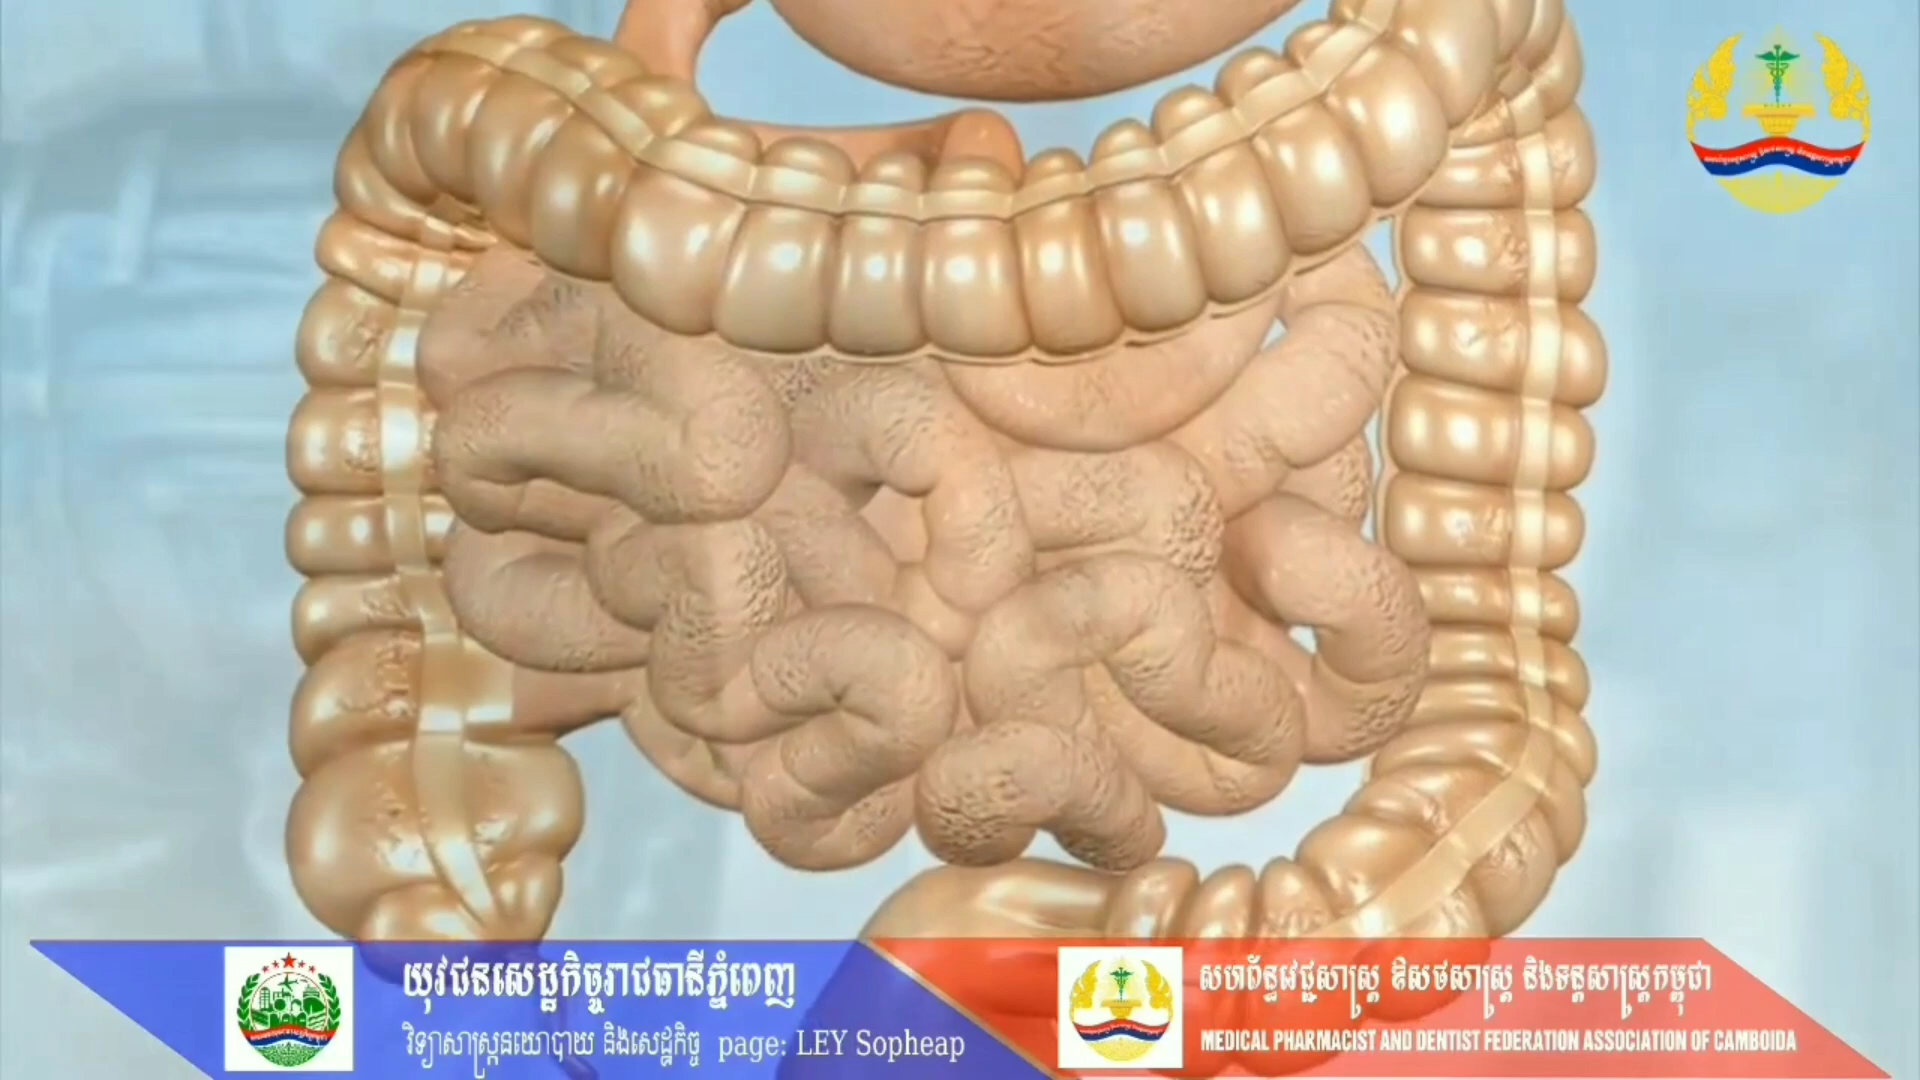 យុវជនសេដ្ឋកិច្ចរាជធានីភ្នំពេញ
វិទ្យាសាស្ត្រនយោបាយ និងសេដ្ឋកិច្ច page: LEY Sopheap
សហព័ន្ធវេជ្ជសាស្ត្រ ឱសថសាស្ត្រ និងទន្តសាស្ត្រកម្ពុជា
MEDICAL PHARMACIST AND DENTIST FEDERATION ASSOCIATION OF CAMBOIDA